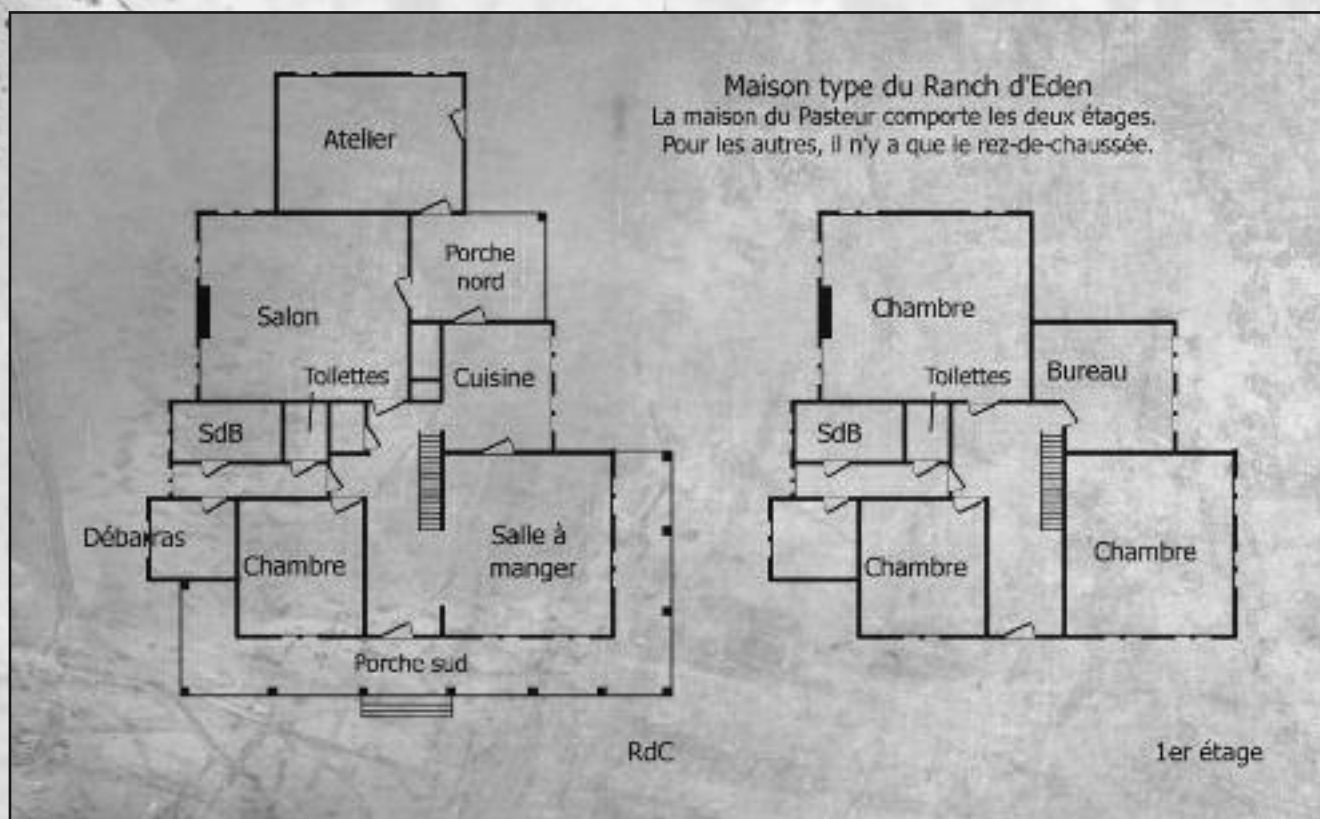 Maison type du Ranch d'Eden
La maison du Pasteur comporte les deux étages.
Pour les autres, il n'y a que le rez-de-chaussée.
Atelier
Porche
nord
Salon
Toilettes
Cuisine
SdB
Débarras
Chambre
Salle à
manger
Porche sud
RdC
Chambre
Toilettes
Bureau
SdB
Chambre
Chambre
1er étage